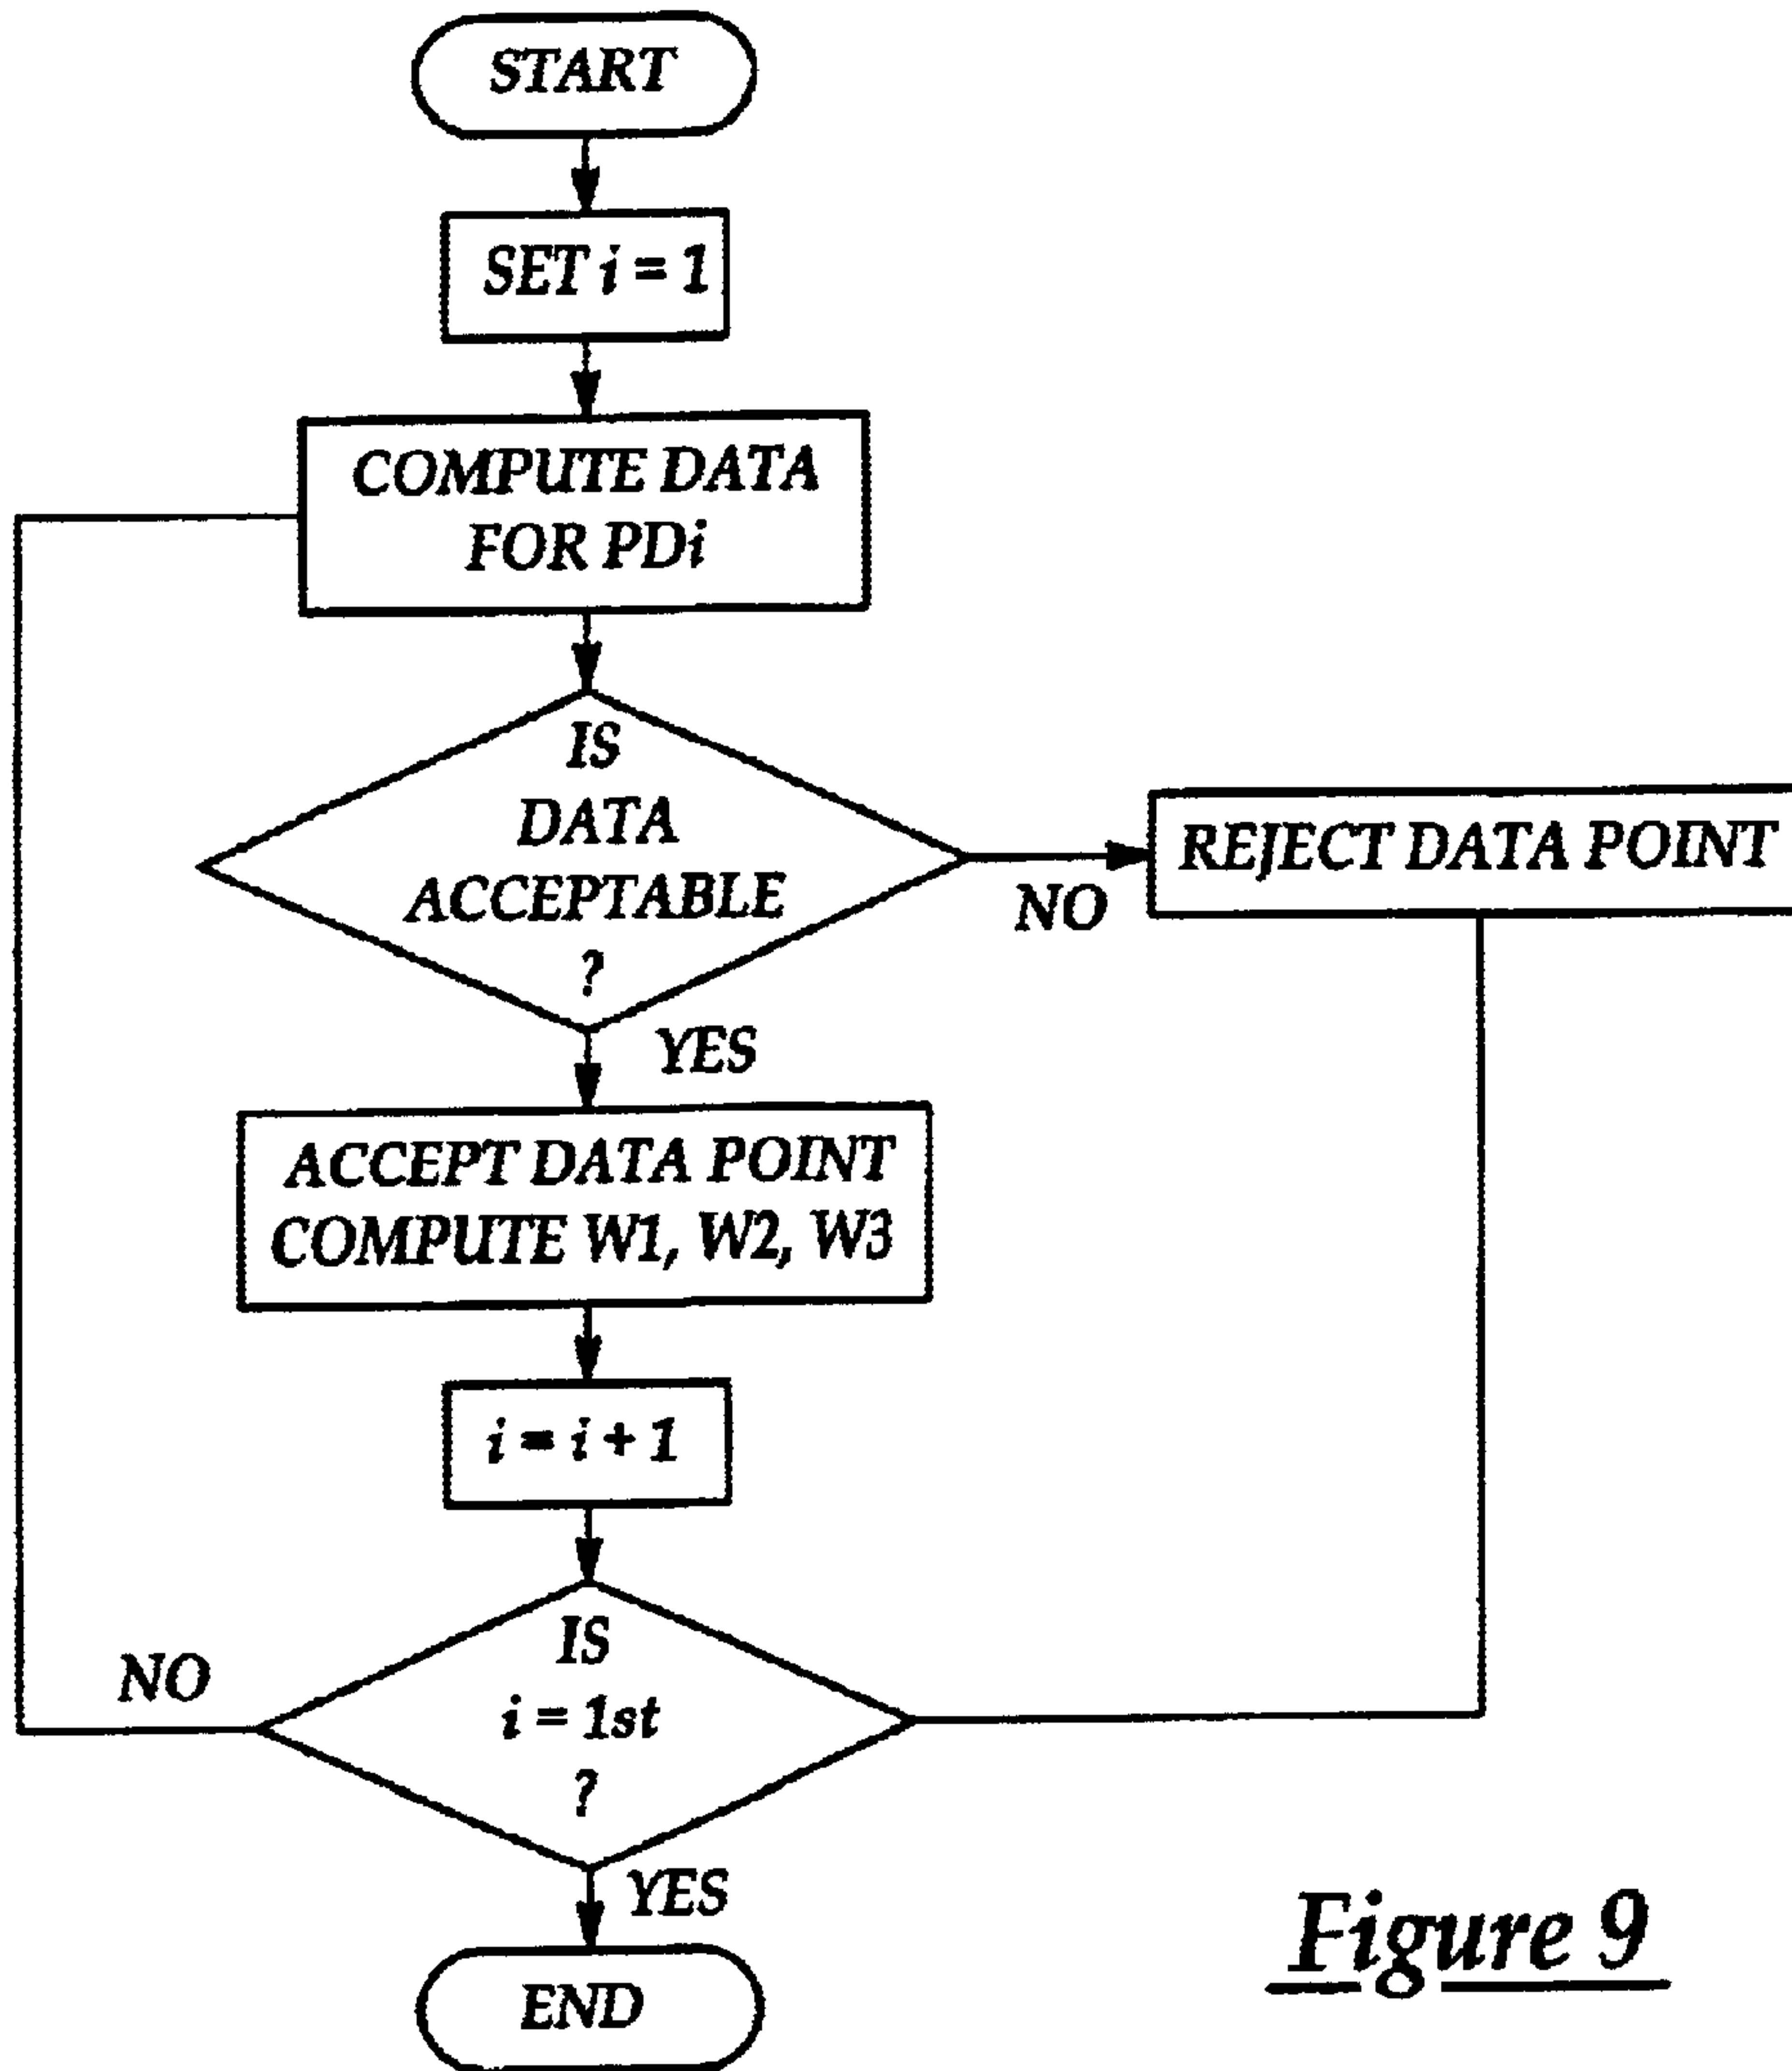 START
SET i = 1
COMPUTE DATA
FOR PDi
IS
DATA
ACCEPTABLE
?
NO
REJECT DATA POINT
YES
ACCEPT DATA POINT
COMPUTE W1, W2, W3
i = i + 1
IS
i = 1st
?
NO
YES
END
Figure 9